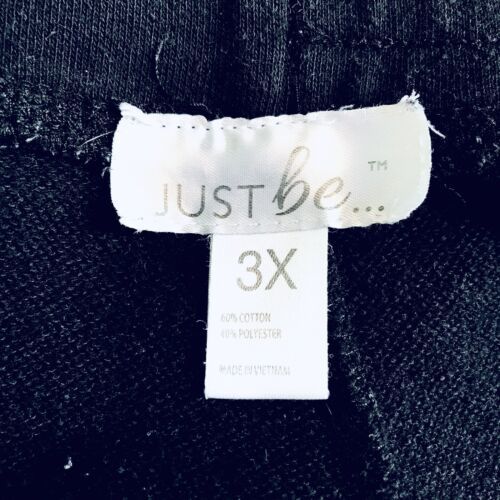 JUST be...™
3X
60% COTTON
40% POLYESTER
MADE IN VIETNAM